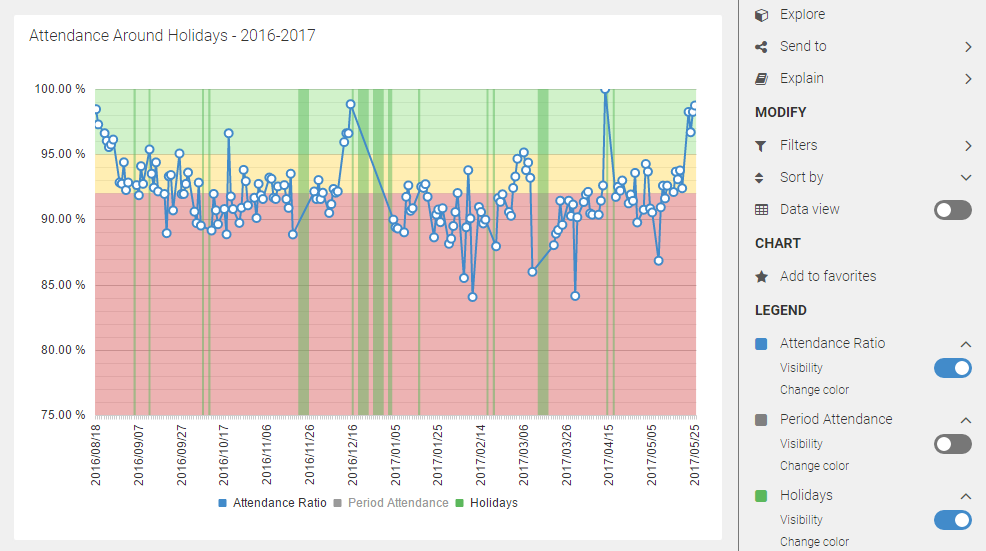 Attendance Around Holidays - 2016-2017
100.00 %
95.00 %
90.00 %
85.00 %
80.00 %
75.00 %
2016/08/18
2016/09/07
2016/09/27
2016/10/17
2016/11/06
2016/11/26
2016/12/16
2017/01/05
2017/01/25
2017/02/14
2017/03/06
2017/03/26
2017/04/15
2017/05/05
2017/05/25
Attendance Ratio Period Attendance Holidays
Explore
Send to
Explain
MODIFY
Filters
Sort by
Data view
CHART
Add to favorites
LEGEND
Attendance Ratio
Visibility
Change color
Period Attendance
Visibility
Change color
Holidays
Visibility
Change color